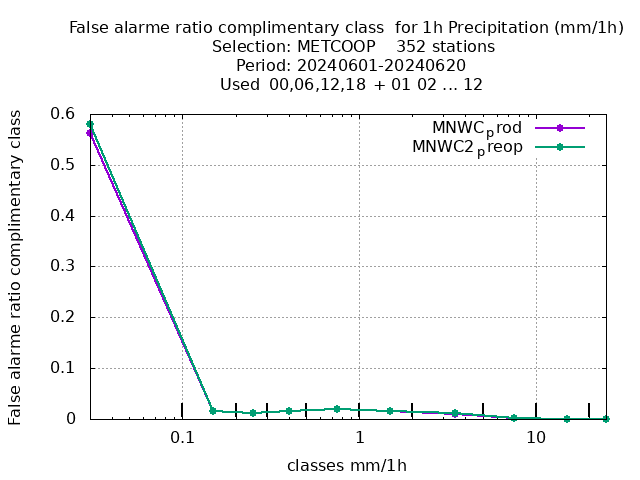 False alarme ratio complimentary class  for 1h Precipitation (mm/1h)
Selection: METCOOP    352 stations
Period: 20240601-20240620
Used  00,06,12,18  + 01 02 ... 12
MNWCprod
MNWC2preop
False alarme ratio complimentary class
0.6
0.5
0.4
0.3
0.2
0.1
0
0.1 1 10
classes mm/1h